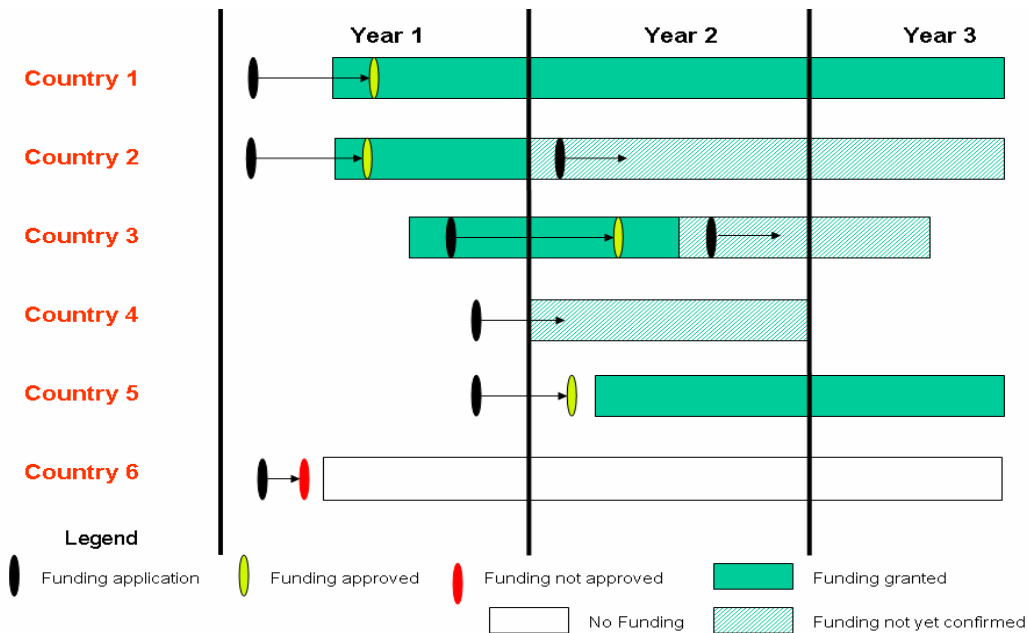 Year 1 Year 2 Year 3
Country 1
Country 2
Country 3
Country 4
Country 5
Country 6
Legend
Funding application Funding approved Funding not approved Funding granted
No Funding Funding not yet confirmed